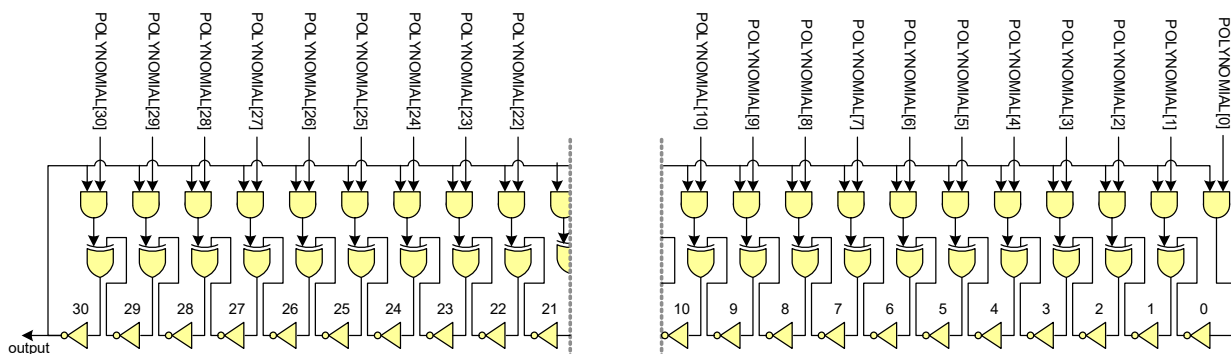 POLYNOMIAL[30]
POLYNOMIAL[29]
POLYNOMIAL[28]
POLYNOMIAL[27]
POLYNOMIAL[26]
POLYNOMIAL[25]
POLYNOMIAL[24]
POLYNOMIAL[23]
POLYNOMIAL[22]
POLYNOMIAL[10]
POLYNOMIAL[9]
POLYNOMIAL[8]
POLYNOMIAL[7]
POLYNOMIAL[6]
POLYNOMIAL[5]
POLYNOMIAL[4]
POLYNOMIAL[3]
POLYNOMIAL[2]
POLYNOMIAL[1]
POLYNOMIAL[0]
30 29 28 27 26 25 24 23 22 21 10 9 8 7 6 5 4 3 2 1 0
output